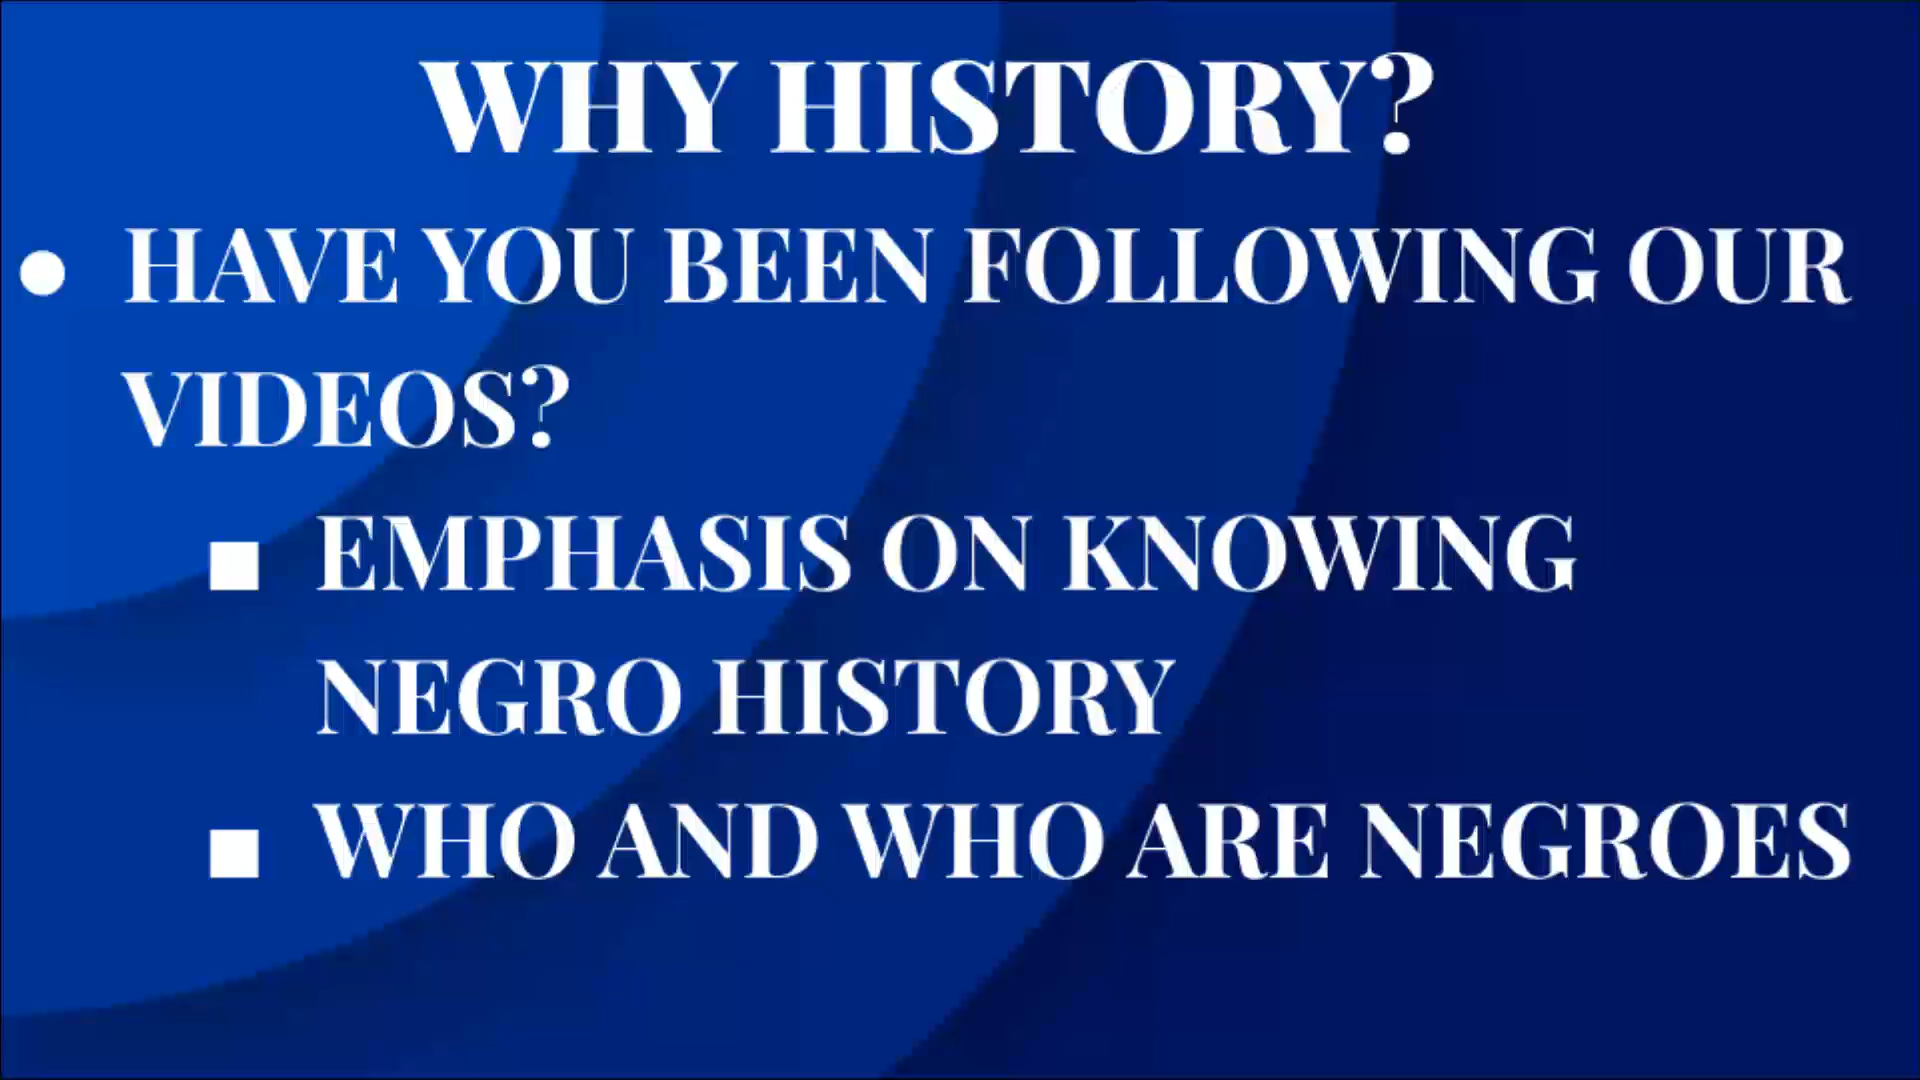 WHY HISTORY?
● HAVE YOU BEEN FOLLOWING OUR
VIDEOS?
■ EMPHASIS ON KNOWING
NEGRO HISTORY
■ WHO AND WHO ARE NEGROES